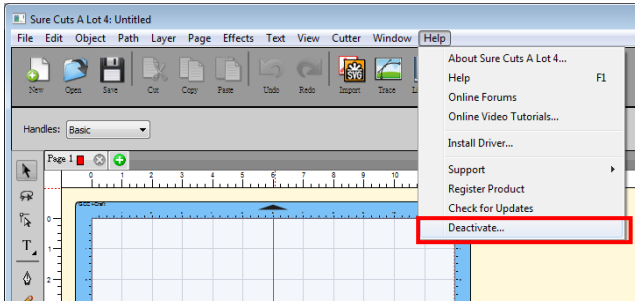 Sure Cuts A Lot 4: Untitled
File Edit Object Path Layer Page Effects Text View Cutter Window Help
About Sure Cuts A Lot 4...
Help F1
Online Forums
Online Video Tutorials...
Install Driver...
Support
Register Product
Check for Updates
Deactivate...
New Open Save Cut Copy Paste Undo Redo Import Trace
SVG
Handles: Basic
Page 1
0 1 2 3 4 5 6 7 8 9 10
0
1
2
T